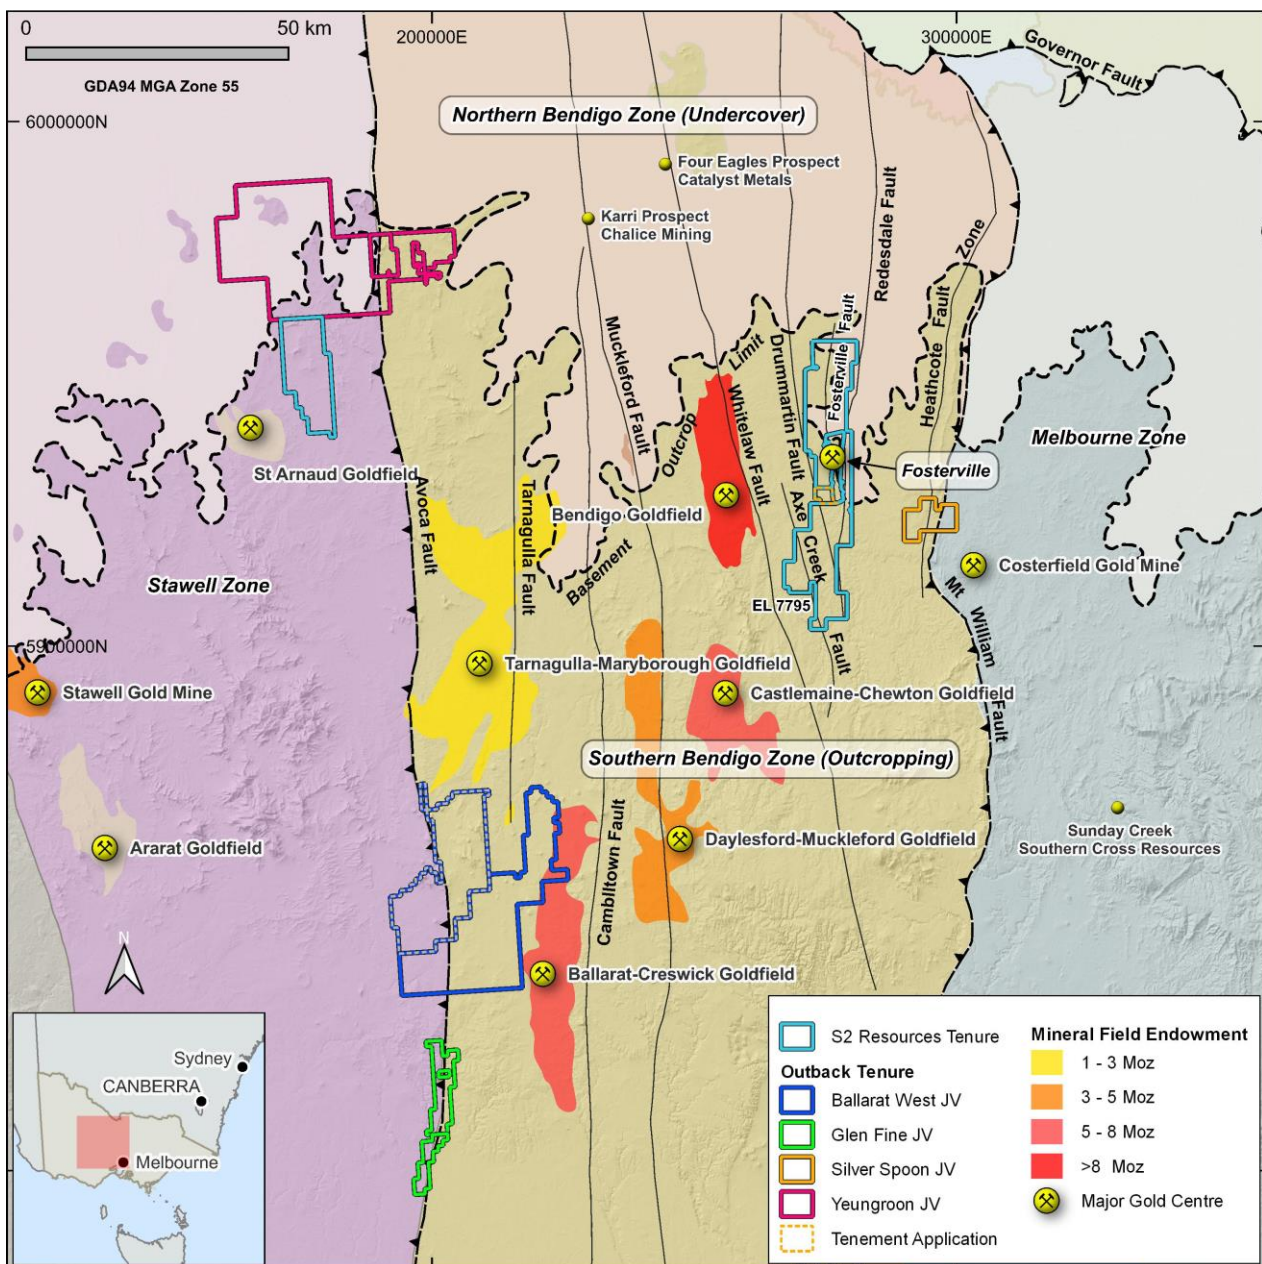 0
50 km
GDA94 MGA Zone 55
200000E
300000E
Governor Fault
6000000N
Northern Bendigo Zone (Undercover)
Four Eagles Prospect
Catalyst Metals
Karri Prospect
Chalice Mining
Redesdale Fault
Heathcote Fault Zone
Muckleford Fault
Outcrop Limit
Basement
Drummartin Fault
Fosterville Fault
Whitelaw Fault
Melbourne Zone
Fosterville
St Arnaud Goldfield
Avoca Fault
Tarnagulla Fault
Bendigo Goldfield
Axe Creek Fault
Costerfield Gold Mine
Stawell Zone
EL 7795
Mt William Fault
5900000N
Tarnagulla-Maryborough Goldfield
Stawell Gold Mine
Castlemaine-Chewton Goldfield
Southern Bendigo Zone (Outcropping)
Cambiltown Fault
Sunday Creek
Southern Cross Resources
Ararat Goldfield
Daylesford-Muckleford Goldfield
N
Ballarat-Creswick Goldfield
Sydney
CANBERRA
Melbourne
S2 Resources Tenure
Outback Tenure
Ballarat West JV
Glen Fine JV
Silver Spoon JV
Yeungroon JV
Tenement Application
Mineral Field Endowment
1 - 3 Moz
3 - 5 Moz
5 - 8 Moz
>8 Moz
Major Gold Centre